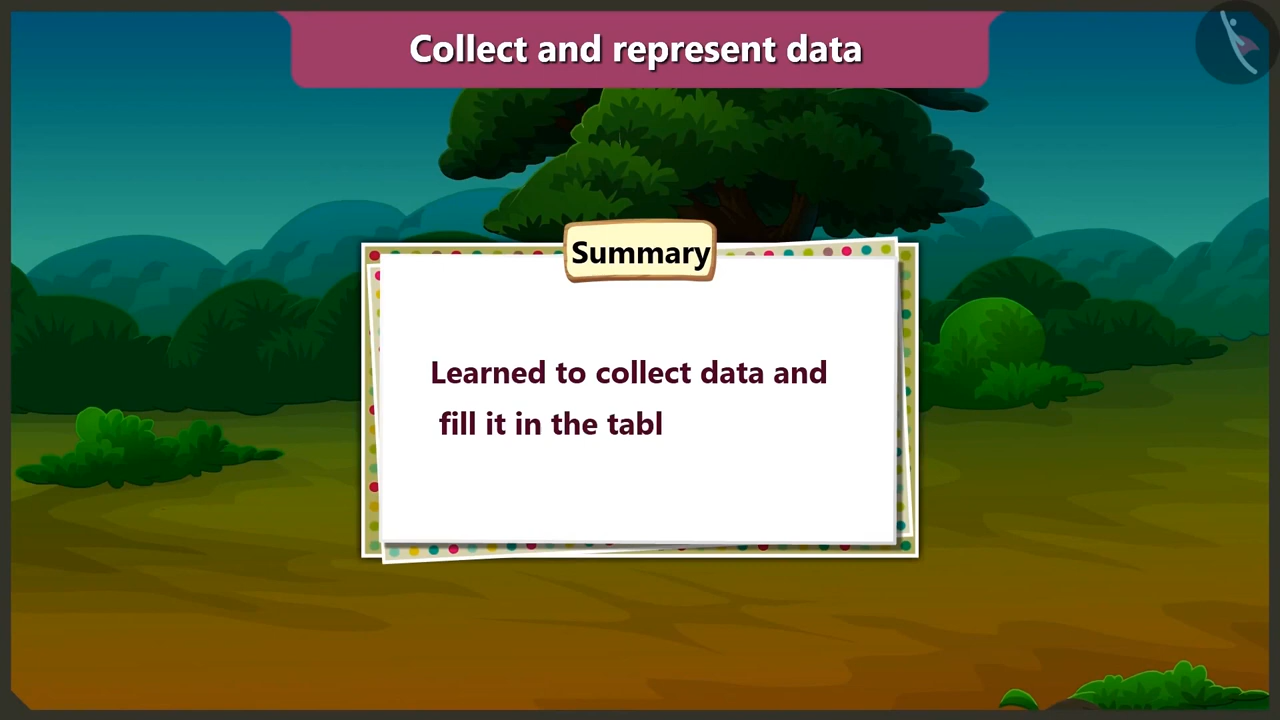 Collect and represent data
Summary
Learned to collect data and
fill it in the tabl